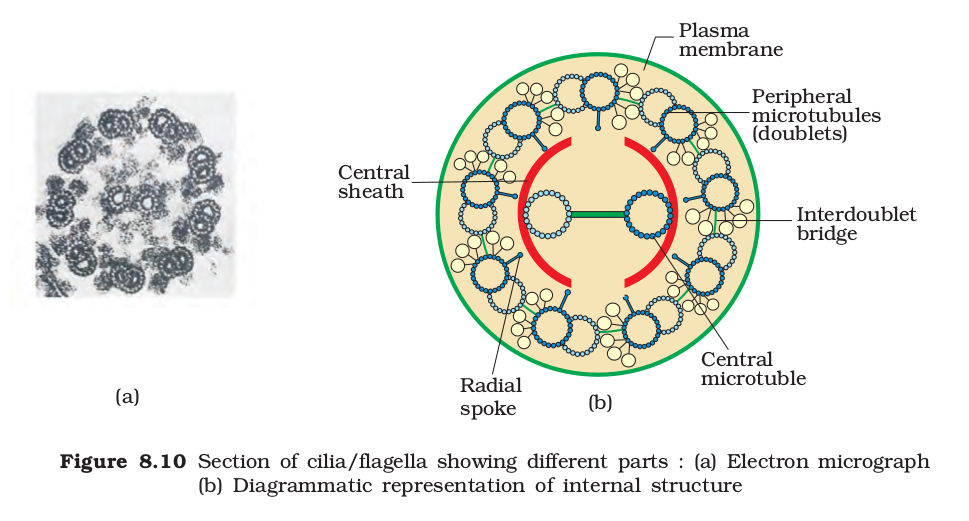 Plasma
membrane
Peripheral
microtubules
(doublets)
Central
sheath
Interdoublet
bridge
Central
microtuble
Radial
spoke
(a)
(b)
Figure 8.10 Section of cilia/flagella showing different parts : (a) Electron micrograph
(b) Diagrammatic representation of internal structure